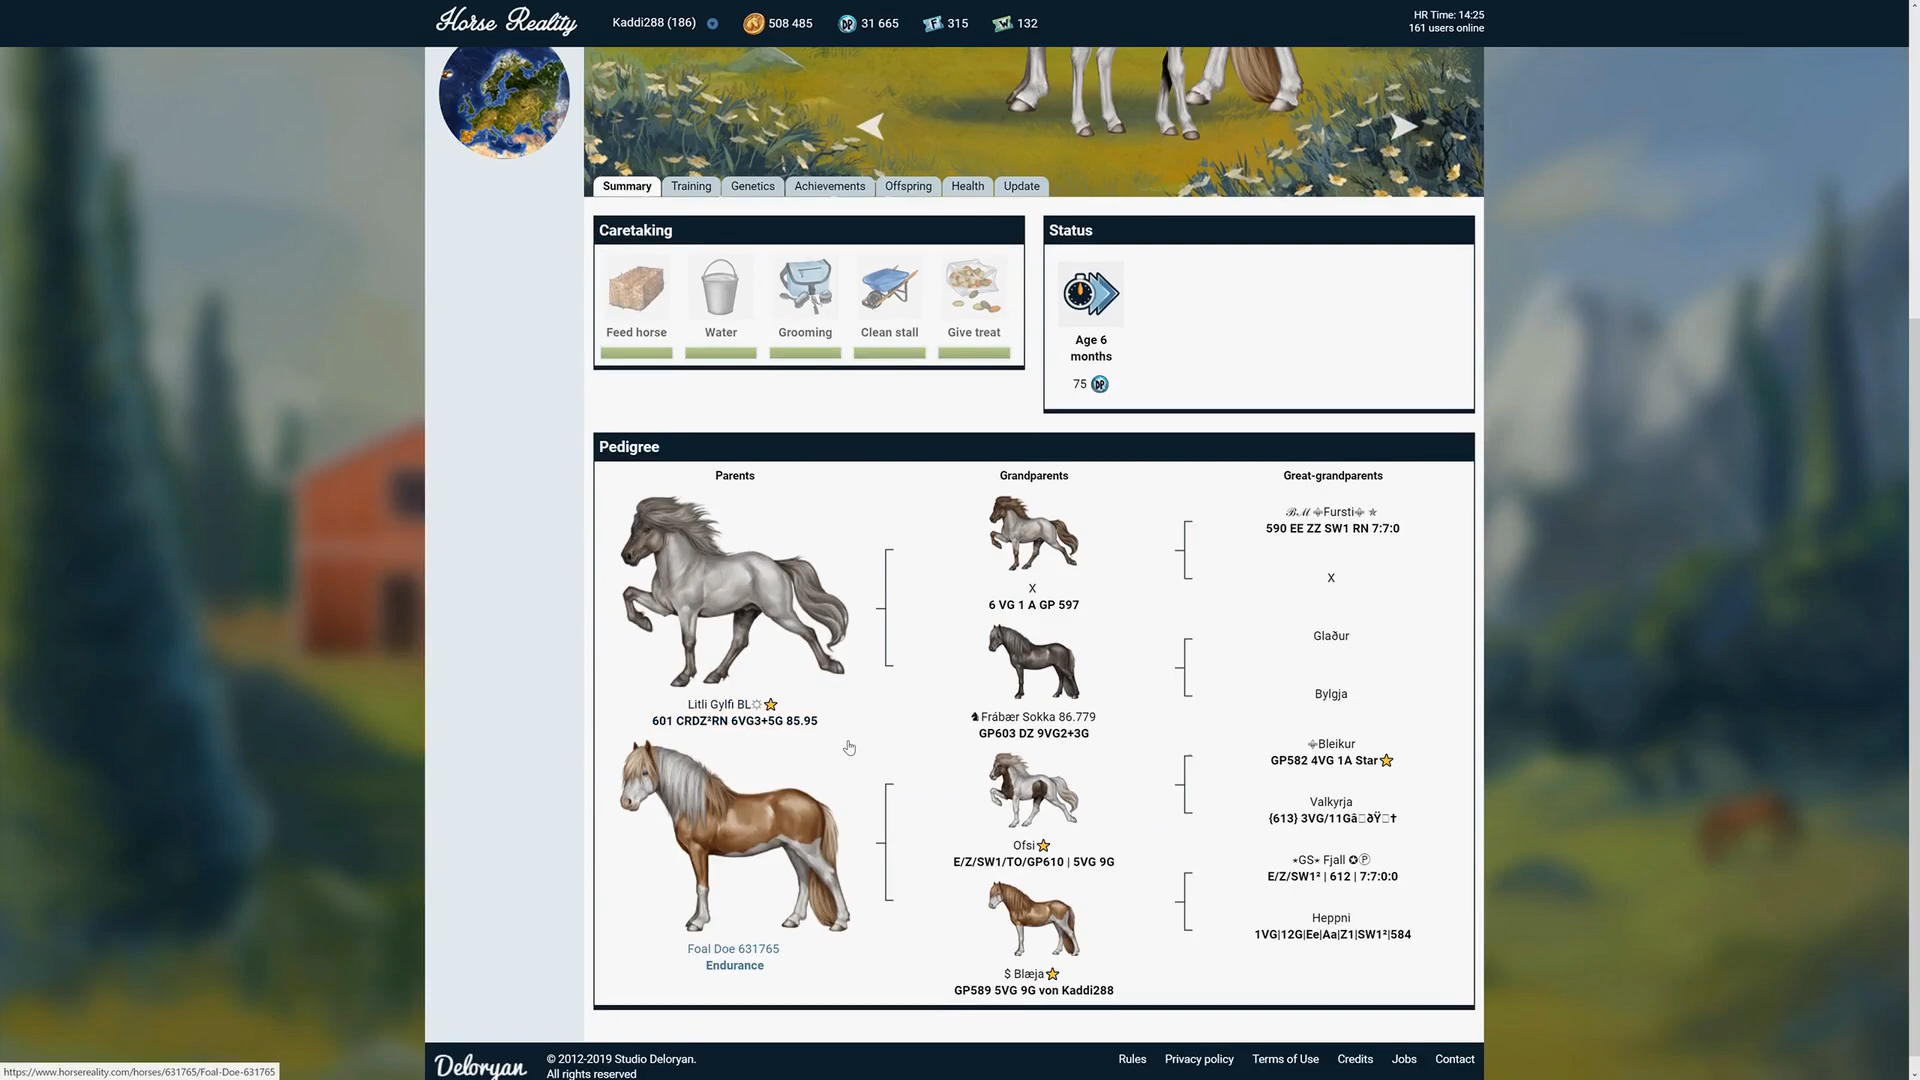 Horse Reality
Kaddi288 (186)
508 485
31 665
315
132
HR Time: 14:25
161 users online
Summary
Training
Genetics
Achievements
Offspring
Health
Update
Caretaking
Feed horse
Water
Grooming
Clean stall
Give treat
Status
Age 6
months
75 DP
Pedigree
Parents
Grandparents
Great-grandparents
Litli Gylfi BL☼⭐
601 CRDZ²RN 6VG3+5G 85.95
Foal Doe 631765
Endurance
X
6 VG 1 A GP 597
♞Frábær Sokka 86.779
GP603 DZ 9VG2+3G
Ofsi⭐
E/Z/SW1/TO/GP610 | 5VG 9G
$ Blæja⭐
GP589 5VG 9G von Kaddi288
ℬℳ Fursti
590 EE ZZ SW1 RN 7:7:0
X
Glaður
Bylgja
Bleikur
GP582 4VG 1A Star⭐
Valkyrja
{613} 3VG/11Gâ□ðŸ□†
⋆GS⋆ Fjall ✪Ⓟ
E/Z/SW1² | 612 | 7:7:0:0
Heppni
1VG|12G|Ee|Aa|Z1|SW1²|584
Deloryan
© 2012-2019 Studio Deloryan.
All rights reserved
Rules
Privacy policy
Terms of Use
Credits
Jobs
Contact
https://www.horsereality.com/horses/631765/Foal-Doe-631765